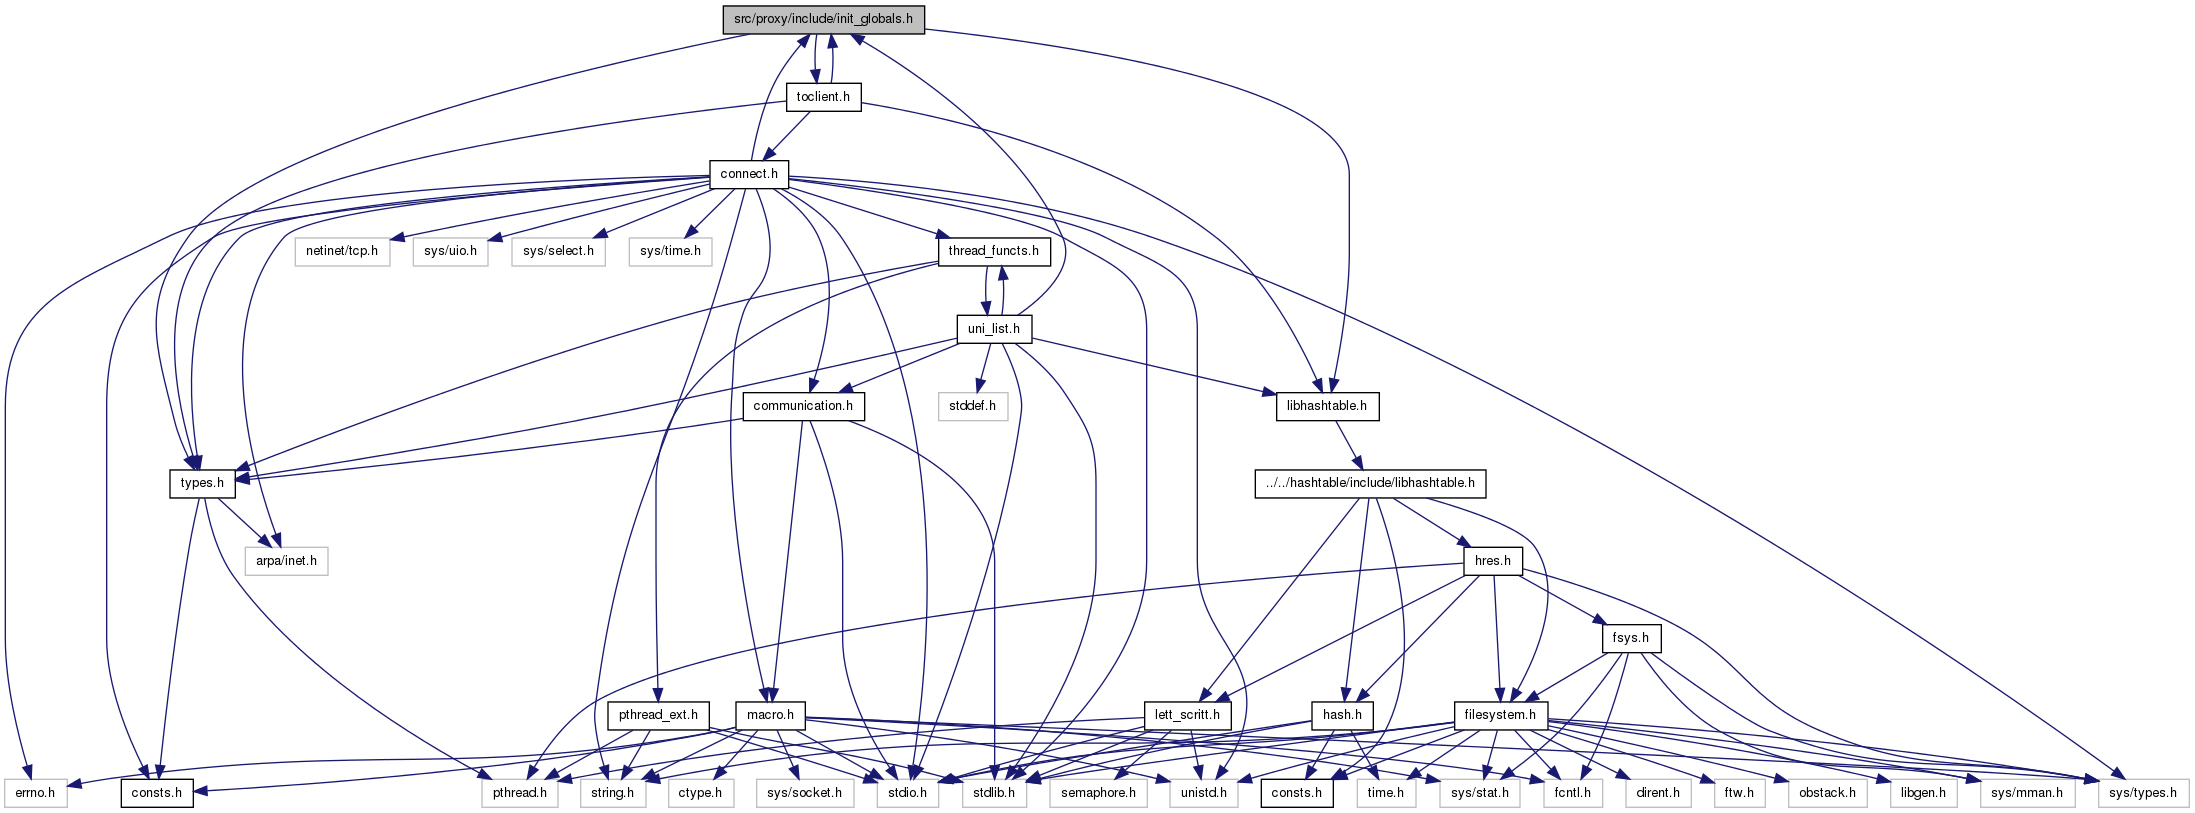 src/proxy/include/init_globals.h
toclient.h
connect.h
netinet/tcp.h
sys/uio.h
sys/select.h
sys/time.h
thread_functs.h
uni_list.h
communication.h
stddef.h
libhashtable.h
types.h
../../hashtable/include/libhashtable.h
arpa/inet.h
hres.h
fsys.h
pthread_ext.h
macro.h
lett_scritt.h
hash.h
filesystem.h
errno.h
consts.h
pthread.h
string.h
ctype.h
sys/socket.h
stdio.h
stdlib.h
semaphore.h
unistd.h
consts.h
time.h
sys/stat.h
fcntl.h
dirent.h
ftw.h
obstack.h
libgen.h
sys/mman.h
sys/types.h